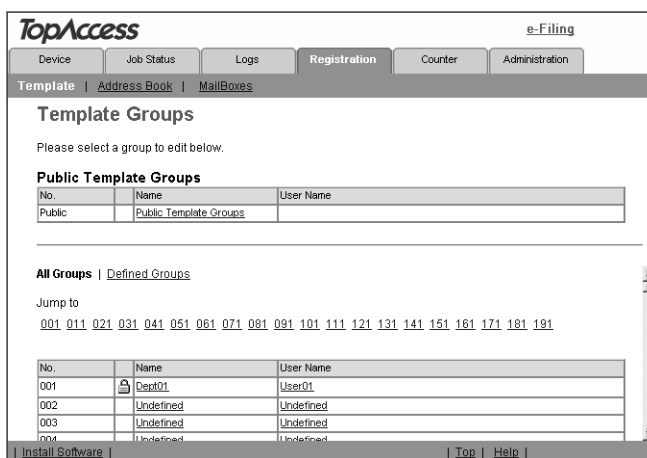 TopAccess e-Filing
Device Job Status Logs Registration Counter Administration
Template | Address Book | MailBoxes
Template Groups
Please select a group to edit below.
Public Template Groups
No. Name User Name
Public Public Template Groups
All Groups | Defined Groups
Jump to
001 011 021 031 041 051 061 071 081 091 101 111 121 131 141 151 161 171 181 191
No. Name User Name
001 Dept01 User01
002 Undefined Undefined
003 Undefined Undefined
004 Undefined Undefined
| Install Software | | Top | Help |